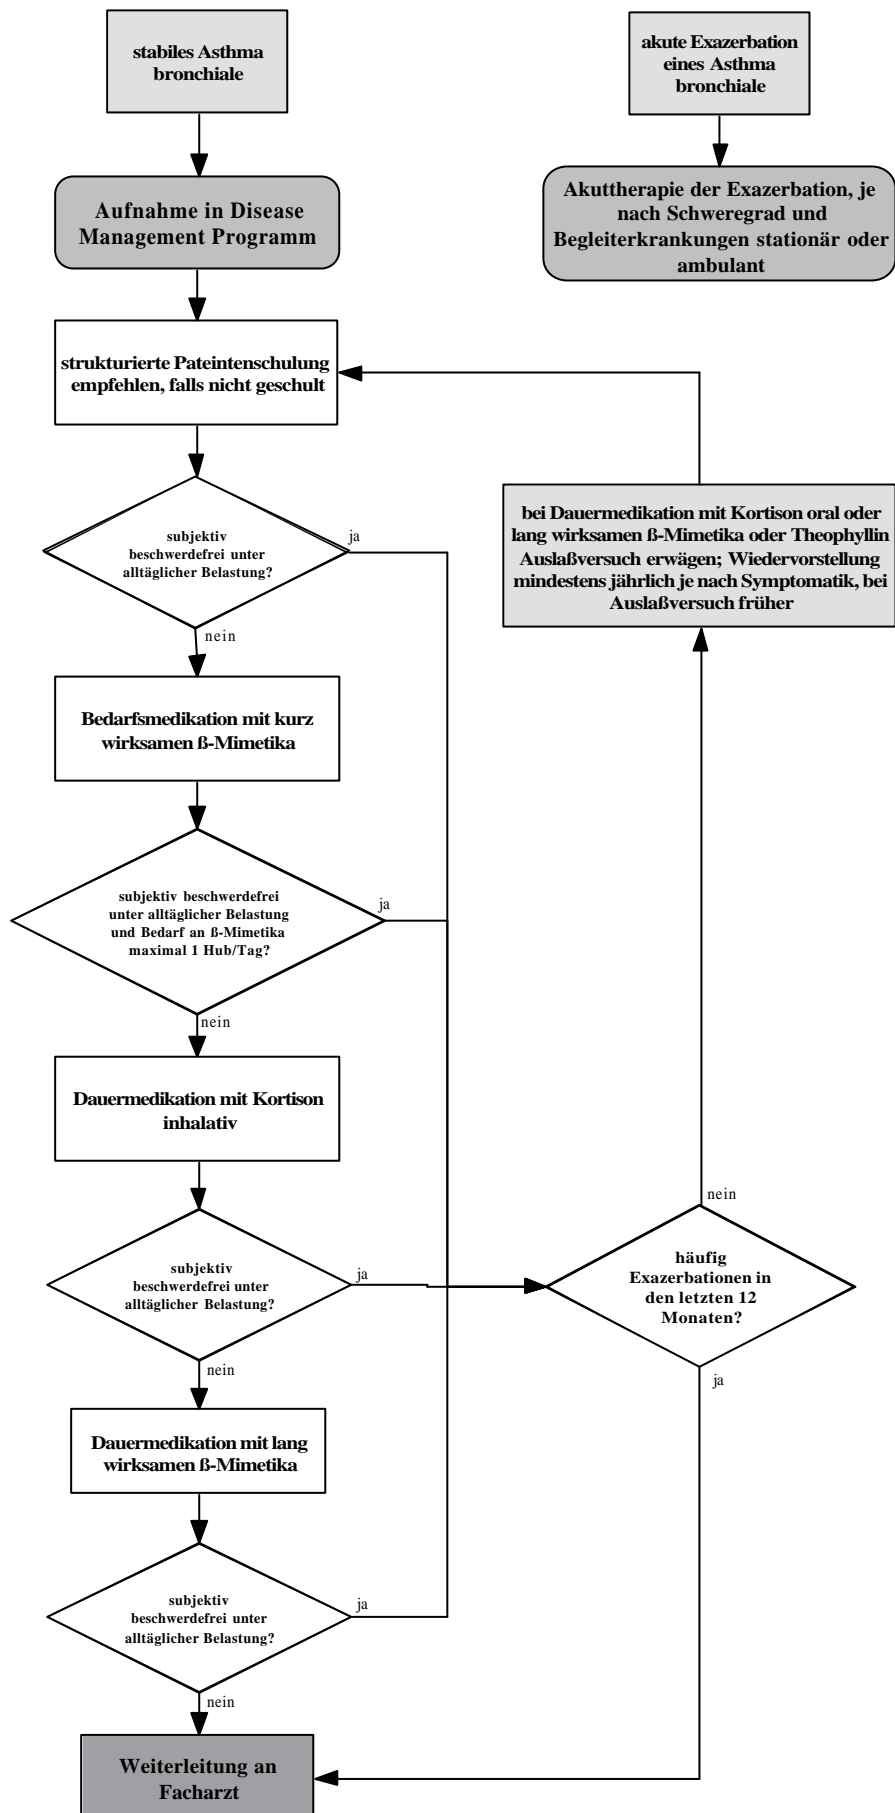 stabiles Asthma
bronchiale
akute Exazerbation
eines Asthma
bronchiale
Aufnahme in Disease
Management Programm
Akuttherapie der Exazerbation, je
nach Schweregrad und
Begleiterkrankungen stationär oder
ambulant
strukturierte Pateintenschulung
empfehlen, falls nicht geschult
subjektiv
beschwerdefrei unter
alltäglicher Belastung?
ja
nein
bei Dauermedikation mit Kortison oral oder
lang wirksamen ß-Mimetika oder Theophyllin
Auslaßversuch erwägen; Wiedervorstellung
mindestens jährlich je nach Symptomatik, bei
Auslaßversuch früher
Bedarfsmedikation mit kurz
wirksamen ß-Mimetika
subjektiv beschwerdefrei
unter alltäglicher Belastung
und Bedarf an ß-Mimetika
maximal 1 Hub/Tag?
ja
nein
Dauermedikation mit Kortison
inhalativ
subjektiv
beschwerdefrei unter
alltäglicher Belastung?
ja
nein
nein
häufig
Exazerbationen in
den letzten 12
Monaten?
ja
Dauermedikation mit lang
wirksamen ß-Mimetika
subjektiv
beschwerdefrei unter
alltäglicher Belastung?
ja
nein
Weiterleitung an
Facharzt